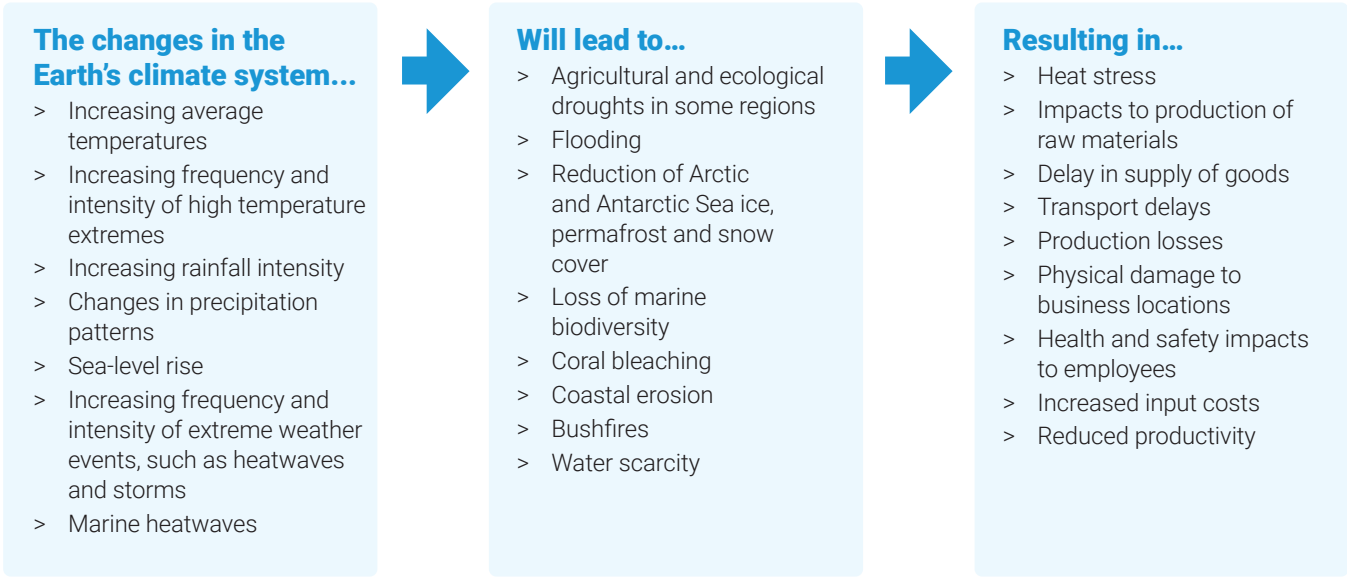 The changes in the
Earth's climate system...
> Increasing average
temperatures
> Increasing frequency and
intensity of high temperature
extremes
> Increasing rainfall intensity
> Changes in precipitation
patterns
> Sea-level rise
> Increasing frequency and
intensity of extreme weather
events, such as heatwaves
and storms
> Marine heatwaves
Will lead to...
> Agricultural and ecological
droughts in some regions
> Flooding
> Reduction of Arctic
and Antarctic Sea ice,
permafrost and snow
cover
> Loss of marine
biodiversity
> Coral bleaching
> Coastal erosion
> Bushfires
> Water scarcity
Resulting in...
> Heat stress
> Impacts to production of
raw materials
> Delay in supply of goods
> Transport delays
> Production losses
> Physical damage to
business locations
> Health and safety impacts
to employees
> Increased input costs
> Reduced productivity